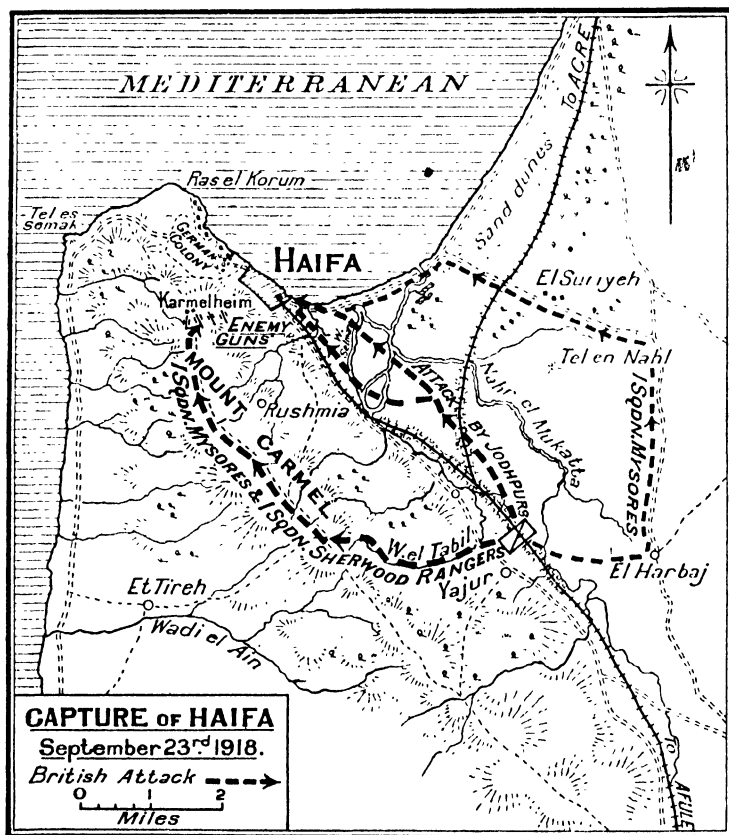 MEDITERRANEAN
To ACRE
Ras el Korum
Tel es
Semak
Sand dunes
GERMAN
COLONY
HAIFA
El Suriyeh
Karmelheim
ENEMY
GUNS
Tel en Nahl
MOUNT CARMEL
Rushmia
ATTACK BY JODHPURS
Nahr el Mukatta
1 SQDN. MYSORES
1 SQDN. MYSORES & 1 SQDN. SHERWOOD RANGERS
W. el Tabil
Yajur
El Harbaj
Et Tireh
Wadi el Ain
CAPTURE OF HAIFA
September 23rd 1918.
British Attack
0 1 2
Miles
To AFULE